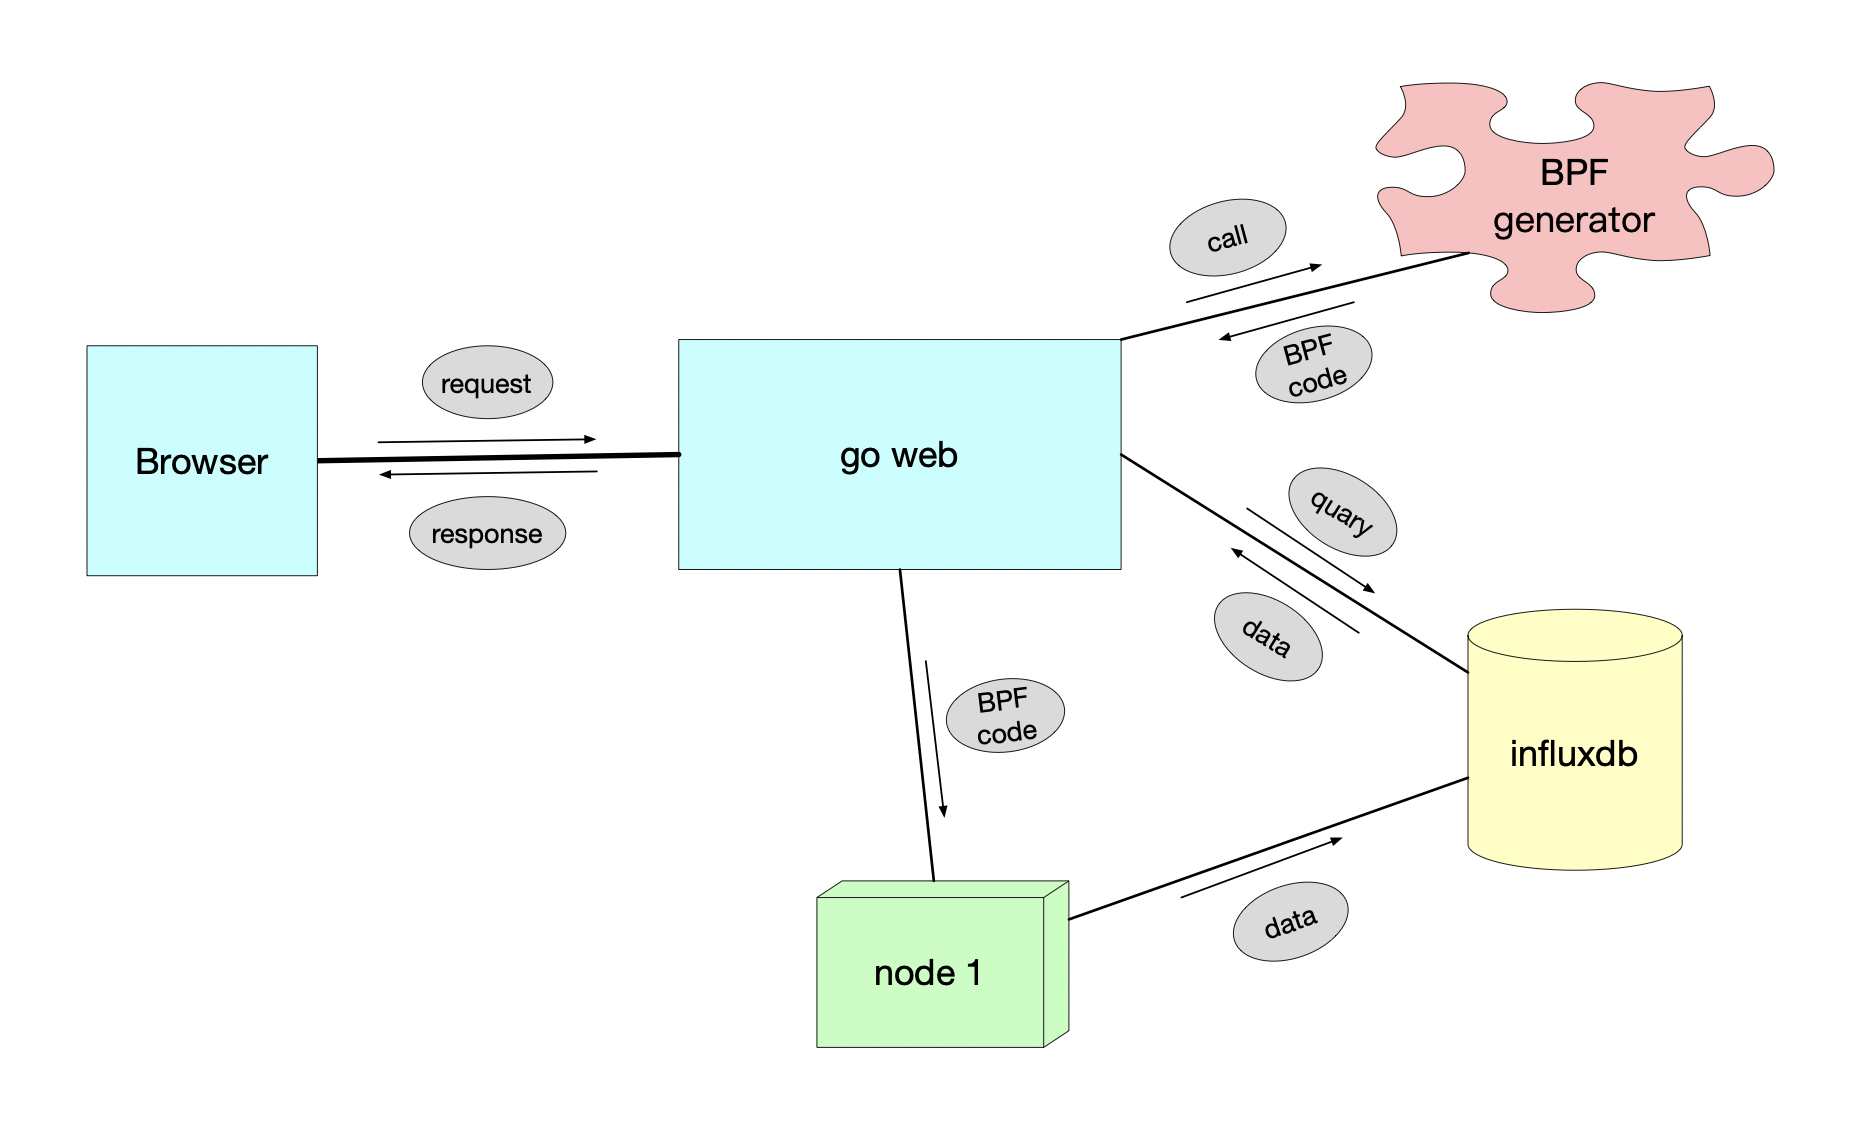 BPF
generator
call
BPF
code
request
Browser
go web
response
quary
data
BPF
code
influxdb
data
node 1